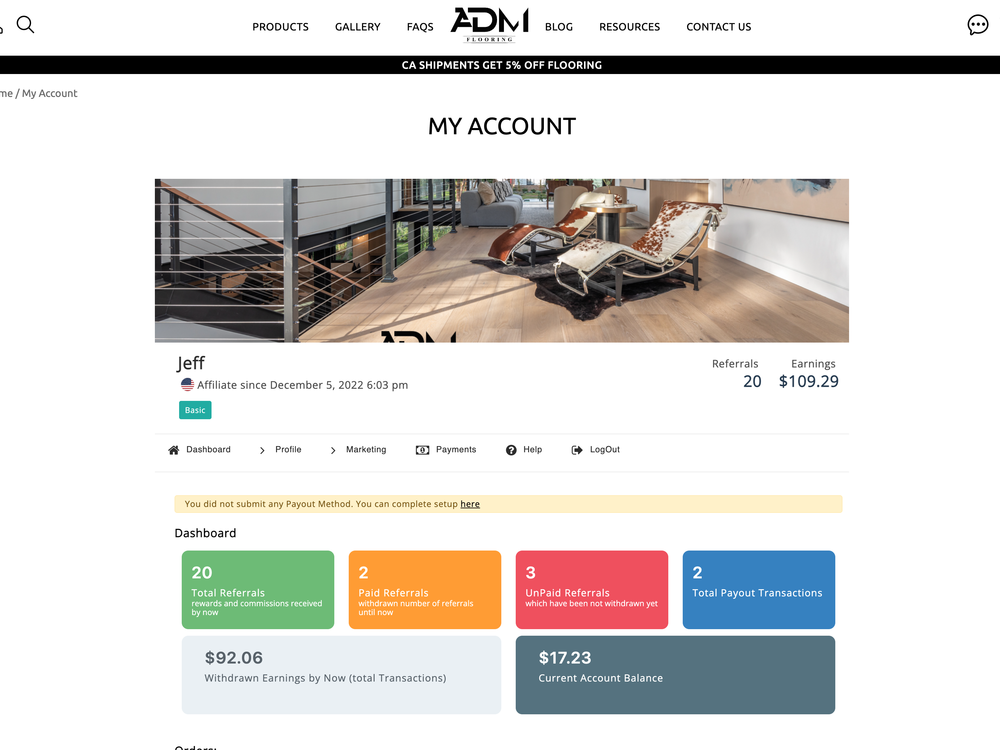 PRODUCTS GALLERY FAQS ADM FLOORING BLOG RESOURCES CONTACT US
CA SHIPMENTS GET 5% OFF FLOORING
me / My Account
MY ACCOUNT
ADM
Jeff
Affiliate since December 5, 2022 6:03 pm
Basic
Referrals Earnings
20 $109.29
Dashboard Profile Marketing Payments Help LogOut
You did not submit any Payout Method. You can complete setup here
Dashboard
20
Total Referrals
rewards and commissions received
by now
2
Paid Referrals
withdrawn number of referrals
until now
3
UnPaid Referrals
which have been not withdrawn yet
2
Total Payout Transactions
$92.06
Withdrawn Earnings by Now (total Transactions)
$17.23
Current Account Balance
Orders: